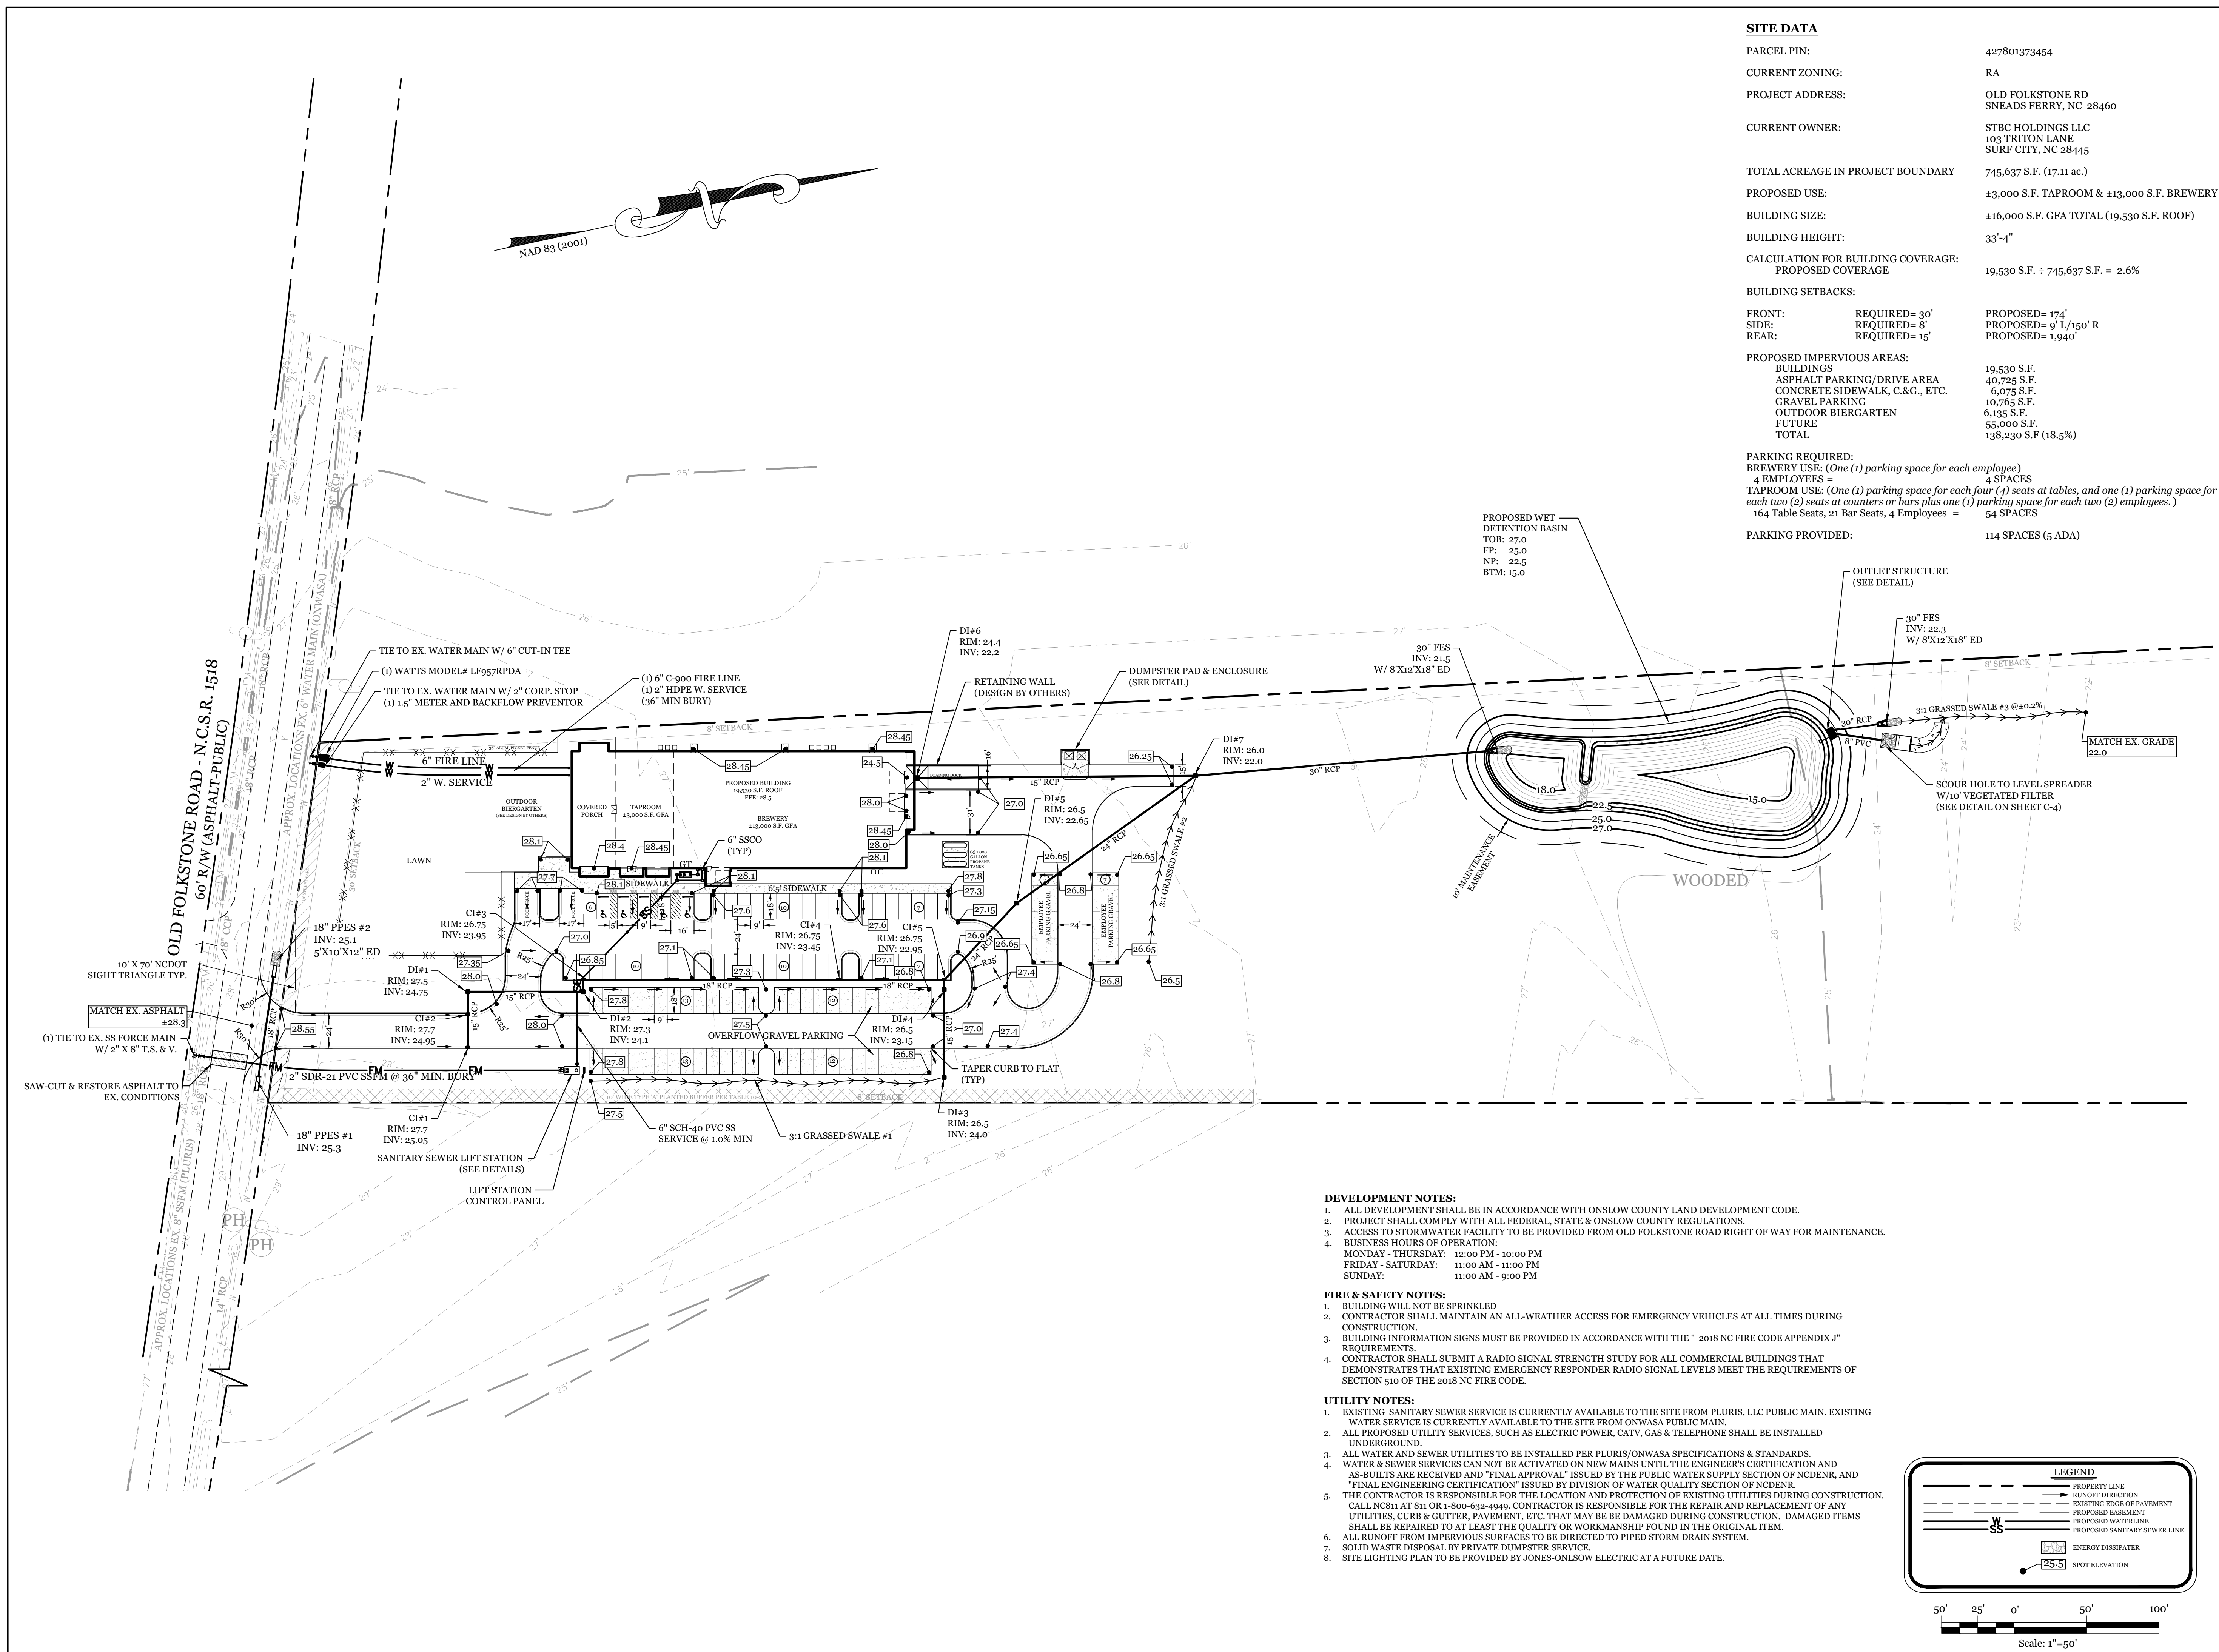 SITE DATA
PARCEL PIN: 427801373454
CURRENT ZONING: RA
PROJECT ADDRESS: OLD FOLKSTONE RD
SNEADS FERRY, NC 28460
CURRENT OWNER: STBC HOLDINGS LLC
103 TRITON LANE
SURF CITY, NC 28445
TOTAL ACREAGE IN PROJECT BOUNDARY 745,637 S.F. (17.11 ac.)
PROPOSED USE: ±3,000 S.F. TAPROOM & ±13,000 S.F. BREWERY
BUILDING SIZE: ±16,000 S.F. GFA TOTAL (19,530 S.F. ROOF)
BUILDING HEIGHT: 33'-4"
CALCULATION FOR BUILDING COVERAGE:
PROPOSED COVERAGE 19,530 S.F. ÷ 745,637 S.F. = 2.6%
BUILDING SETBACKS:
FRONT: REQUIRED= 30' PROPOSED= 174'
SIDE: REQUIRED= 8' PROPOSED= 9' L/150' R
REAR: REQUIRED= 15' PROPOSED= 1,940'
PROPOSED IMPERVIOUS AREAS:
BUILDINGS 19,530 S.F.
ASPHALT PARKING/DRIVE AREA 40,725 S.F.
CONCRETE SIDEWALK, C.&G., ETC. 6,075 S.F.
GRAVEL PARKING 10,765 S.F.
OUTDOOR BIERGARTEN 6,135 S.F.
FUTURE 55,000 S.F.
TOTAL 138,230 S.F (18.5%)
PARKING REQUIRED:
BREWERY USE: (One (1) parking space for each employee)
4 EMPLOYEES = 4 SPACES
TAPROOM USE: (One (1) parking space for each four (4) seats at tables, and one (1) parking space for
each two (2) seats at counters or bars plus one (1) parking space for each two (2) employees. )
164 Table Seats, 21 Bar Seats, 4 Employees = 54 SPACES
PARKING PROVIDED: 114 SPACES (5 ADA)
NAD 83 (2001)
N
OLD FOLKSTONE ROAD - N.C.S.R. 1518
60' R/W (ASPHALT-PUBLIC)
APPROX. LOCATIONS EX. 6" WATER MAIN (ONWASA)
APPROX. LOCATIONS EX. 8" SSFM (PLURIS)
18" RCP
18" CCP
14" RCP
PH
PH
TIE TO EX. WATER MAIN W/ 6" CUT-IN TEE
(1) WATTS MODEL# LF957RPDA
TIE TO EX. WATER MAIN W/ 2" CORP. STOP
(1) 1.5" METER AND BACKFLOW PREVENTOR
(1) 6" C-900 FIRE LINE
(1) 2" HDPE W. SERVICE
(36" MIN BURY)
8' SETBACK
30' SETBACK
6" FIRE LINE
2" W. SERVICE
LAWN
OUTDOOR
BIERGARTEN
(SEE DESIGN BY OTHERS)
COVERED
PORCH
TAPROOM
±3,000 S.F. GFA
PROPOSED BUILDING
19,530 S.F. ROOF
FFE: 28.5
BREWERY
±13,000 S.F. GFA
LOADING DOCK
6" SSCO
(TYP)
GT
SIDEWALK
6.5' SIDEWALK
DI#6
RIM: 24.4
INV: 22.2
RETAINING WALL
(DESIGN BY OTHERS)
DUMPSTER PAD & ENCLOSURE
(SEE DETAIL)
DI#7
RIM: 26.0
INV: 22.0
DI#5
RIM: 26.5
INV: 22.65
GALLON
PROPANE
TANKS
15" RCP
24" RCP
30" RCP
3:1 GRASSED SWALE #2
EMPLOYEE
PARKING GRAVEL
EMPLOYEE
PARKING GRAVEL
CI#3
RIM: 26.75
INV: 23.95
CI#4
RIM: 26.75
INV: 23.45
CI#5
RIM: 26.75
INV: 22.95
DI#1
RIM: 27.5
INV: 24.75
CI#2
RIM: 27.7
INV: 24.95
DI#2
RIM: 27.3
INV: 24.1
OVERFLOW GRAVEL PARKING
DI#4
RIM: 26.5
INV: 23.15
TAPER CURB TO FLAT
(TYP)
DI#3
RIM: 26.5
INV: 24.0
18" PPES #2
INV: 25.1
5'X10'X12" ED
10' X 70' NCDOT
SIGHT TRIANGLE TYP.
MATCH EX. ASPHALT
±28.3
(1) TIE TO EX. SS FORCE MAIN
W/ 2" X 8" T.S. & V.
SAW-CUT & RESTORE ASPHALT TO
EX. CONDITIONS
2" SDR-21 PVC SSFM @ 36" MIN. BURY
18" PPES #1
INV: 25.3
CI#1
RIM: 27.7
INV: 25.05
SANITARY SEWER LIFT STATION
(SEE DETAILS)
LIFT STATION
CONTROL PANEL
6" SCH-40 PVC SS
SERVICE @ 1.0% MIN
3:1 GRASSED SWALE #1
8' SETBACK
PROPOSED WET
DETENTION BASIN
TOB: 27.0
FP: 25.0
NP: 22.5
BTM: 15.0
30" FES
INV: 21.5
W/ 8'X12'X18" ED
OUTLET STRUCTURE
(SEE DETAIL)
30" FES
INV: 22.3
W/ 8'X12'X18" ED
8' SETBACK
3:1 GRASSED SWALE #3 @±0.2%
30" RCP
8" PVC
MATCH EX. GRADE
22.0
SCOUR HOLE TO LEVEL SPREADER
W/10' VEGETATED FILTER
(SEE DETAIL ON SHEET C-4)
18.0
15.0
22.5
25.0
27.0
10' MAINTENANCE
EASEMENT
WOODED
DEVELOPMENT NOTES:
1. ALL DEVELOPMENT SHALL BE IN ACCORDANCE WITH ONSLOW COUNTY LAND DEVELOPMENT CODE.
2. PROJECT SHALL COMPLY WITH ALL FEDERAL, STATE & ONSLOW COUNTY REGULATIONS.
3. ACCESS TO STORMWATER FACILITY TO BE PROVIDED FROM OLD FOLKSTONE ROAD RIGHT OF WAY FOR MAINTENANCE.
4. BUSINESS HOURS OF OPERATION:
MONDAY - THURSDAY: 12:00 PM - 10:00 PM
FRIDAY - SATURDAY: 11:00 AM - 11:00 PM
SUNDAY: 11:00 AM - 9:00 PM
FIRE & SAFETY NOTES:
1. BUILDING WILL NOT BE SPRINKLED
2. CONTRACTOR SHALL MAINTAIN AN ALL-WEATHER ACCESS FOR EMERGENCY VEHICLES AT ALL TIMES DURING
CONSTRUCTION.
3. BUILDING INFORMATION SIGNS MUST BE PROVIDED IN ACCORDANCE WITH THE " 2018 NC FIRE CODE APPENDIX J"
REQUIREMENTS.
4. CONTRACTOR SHALL SUBMIT A RADIO SIGNAL STRENGTH STUDY FOR ALL COMMERCIAL BUILDINGS THAT
DEMONSTRATES THAT EXISTING EMERGENCY RESPONDER RADIO SIGNAL LEVELS MEET THE REQUIREMENTS OF
SECTION 510 OF THE 2018 NC FIRE CODE.
UTILITY NOTES:
1. EXISTING SANITARY SEWER SERVICE IS CURRENTLY AVAILABLE TO THE SITE FROM PLURIS, LLC PUBLIC MAIN. EXISTING
WATER SERVICE IS CURRENTLY AVAILABLE TO THE SITE FROM ONWASA PUBLIC MAIN.
2. ALL PROPOSED UTILITY SERVICES, SUCH AS ELECTRIC POWER, CATV, GAS & TELEPHONE SHALL BE INSTALLED
UNDERGROUND.
3. ALL WATER AND SEWER UTILITIES TO BE INSTALLED PER PLURIS/ONWASA SPECIFICATIONS & STANDARDS.
4. WATER & SEWER SERVICES CAN NOT BE ACTIVATED ON NEW MAINS UNTIL THE ENGINEER'S CERTIFICATION AND
AS-BUILTS ARE RECEIVED AND "FINAL APPROVAL" ISSUED BY THE PUBLIC WATER SUPPLY SECTION OF NCDENR, AND
"FINAL ENGINEERING CERTIFICATION" ISSUED BY DIVISION OF WATER QUALITY SECTION OF NCDENR.
5. THE CONTRACTOR IS RESPONSIBLE FOR THE LOCATION AND PROTECTION OF EXISTING UTILITIES DURING CONSTRUCTION.
CALL NC811 AT 811 OR 1-800-632-4949. CONTRACTOR IS RESPONSIBLE FOR THE REPAIR AND REPLACEMENT OF ANY
UTILITIES, CURB & GUTTER, PAVEMENT, ETC. THAT MAY BE BE DAMAGED DURING CONSTRUCTION. DAMAGED ITEMS
SHALL BE REPAIRED TO AT LEAST THE QUALITY OR WORKMANSHIP FOUND IN THE ORIGINAL ITEM.
6. ALL RUNOFF FROM IMPERVIOUS SURFACES TO BE DIRECTED TO PIPED STORM DRAIN SYSTEM.
7. SOLID WASTE DISPOSAL BY PRIVATE DUMPSTER SERVICE.
8. SITE LIGHTING PLAN TO BE PROVIDED BY JONES-ONLSOW ELECTRIC AT A FUTURE DATE.
LEGEND
PROPERTY LINE
RUNOFF DIRECTION
EXISTING EDGE OF PAVEMENT
PROPOSED EASEMENT
W PROPOSED WATERLINE
SS PROPOSED SANITARY SEWER LINE
ENERGY DISSIPATER
25.5 SPOT ELEVATION
50' 25' 0' 50' 100'
Scale: 1"=50'